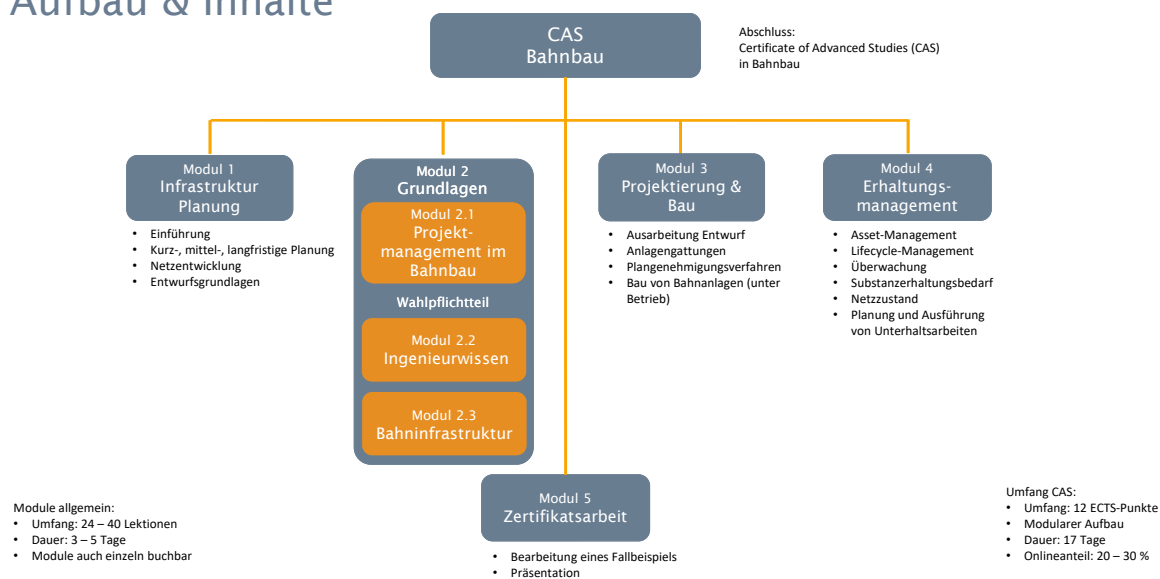 Aufbau & Inhalte
CAS
Bahnbau
Abschluss:
Certificate of Advanced Studies (CAS)
in Bahnbau
Modul 1
Infrastruktur
Planung
• Einführung
• Kurz-, mittel-, langfristige Planung
• Netzentwicklung
• Entwurfsgrundlagen
Modul 2
Grundlagen
Modul 2.1
Projekt-
management im
Bahnbau
Wahlpflichtteil
Modul 2.2
Ingenieurwissen
Modul 2.3
Bahninfrastruktur
Modul 3
Projektierung &
Bau
• Ausarbeitung Entwurf
• Anlagengattungen
• Plangenehmigungsverfahren
• Bau von Bahnanlagen (unter
Betrieb)
Modul 4
Erhaltungs-
management
• Asset-Management
• Lifecycle-Management
• Überwachung
• Substanzerhaltungsbedarf
• Netzzustand
• Planung und Ausführung
von Unterhaltsarbeiten
Modul 5
Zertifikatsarbeit
• Bearbeitung eines Fallbeispiels
• Präsentation
Module allgemein:
• Umfang: 24 – 40 Lektionen
• Dauer: 3 – 5 Tage
• Module auch einzeln buchbar
Umfang CAS:
• Umfang: 12 ECTS-Punkte
• Modularer Aufbau
• Dauer: 17 Tage
• Onlineanteil: 20 – 30 %